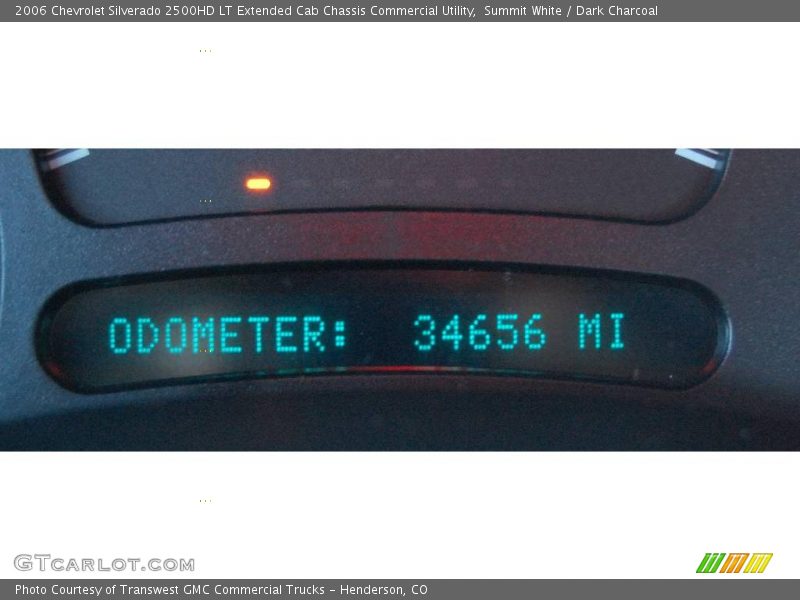 2006 Chevrolet Silverado 2500HD LT Extended Cab Chassis Commercial Utility, Summit White / Dark Charcoal
...
...
ODOMETER: 34656 MI
...
...
GTCARLOT.COM
Photo Courtesy of Transwest GMC Commercial Trucks – Henderson, CO